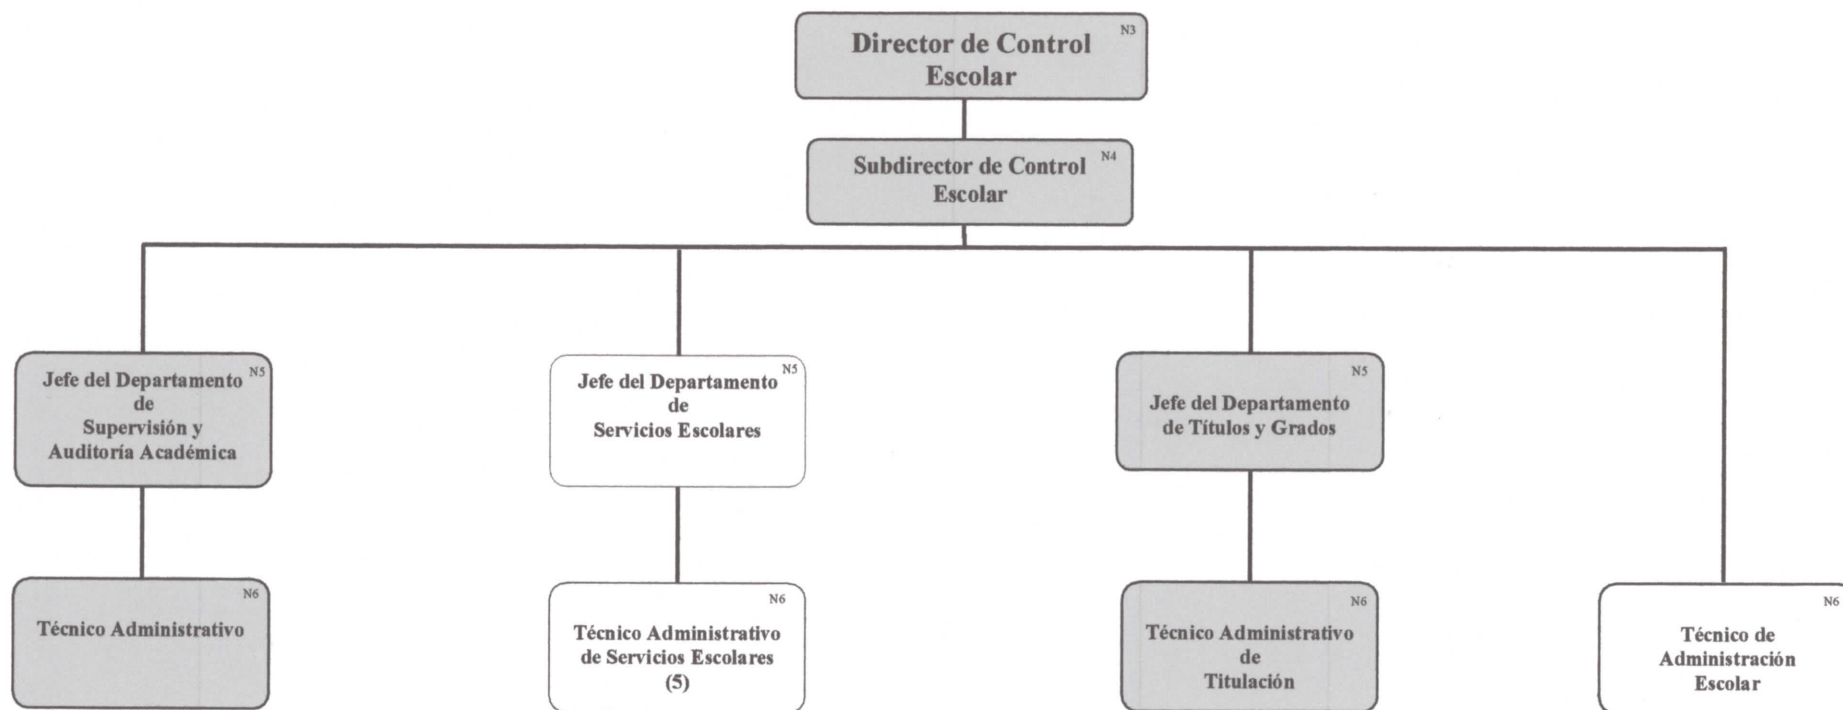 Director de Control N3
Escolar
Subdirector de Control N4
Escolar
Jefe del Departamento N5
de
Supervisión y
Auditoría Académica
N5
Jefe del Departamento
de
Servicios Escolares
N5
Jefe del Departamento
de Títulos y Grados
N6
Técnico Administrativo
N6
Técnico Administrativo
de Servicios Escolares
(5)
N6
Técnico Administrativo
de
Titulación
N6
Técnico de
Administración
Escolar